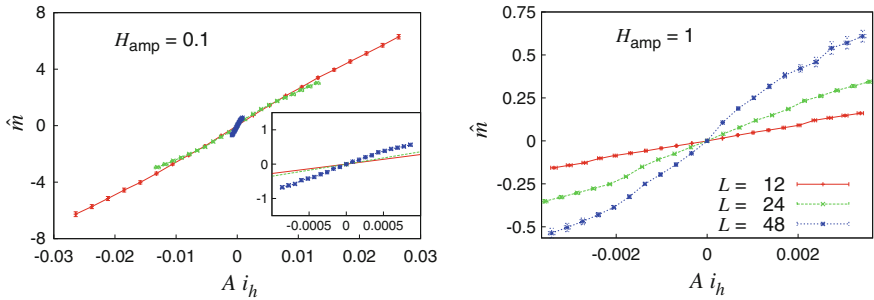 H_amp = 0.1
m̂
8
4
0
-4
-8
-0.03 -0.02 -0.01 0 0.01 0.02 0.03
A i_h
1
0
-1
-0.0005 0 0.0005
H_amp = 1
m̂
0.75
0.5
0.25
0
-0.25
-0.5
-0.002 0 0.002
A i_h
L = 12
L = 24
L = 48